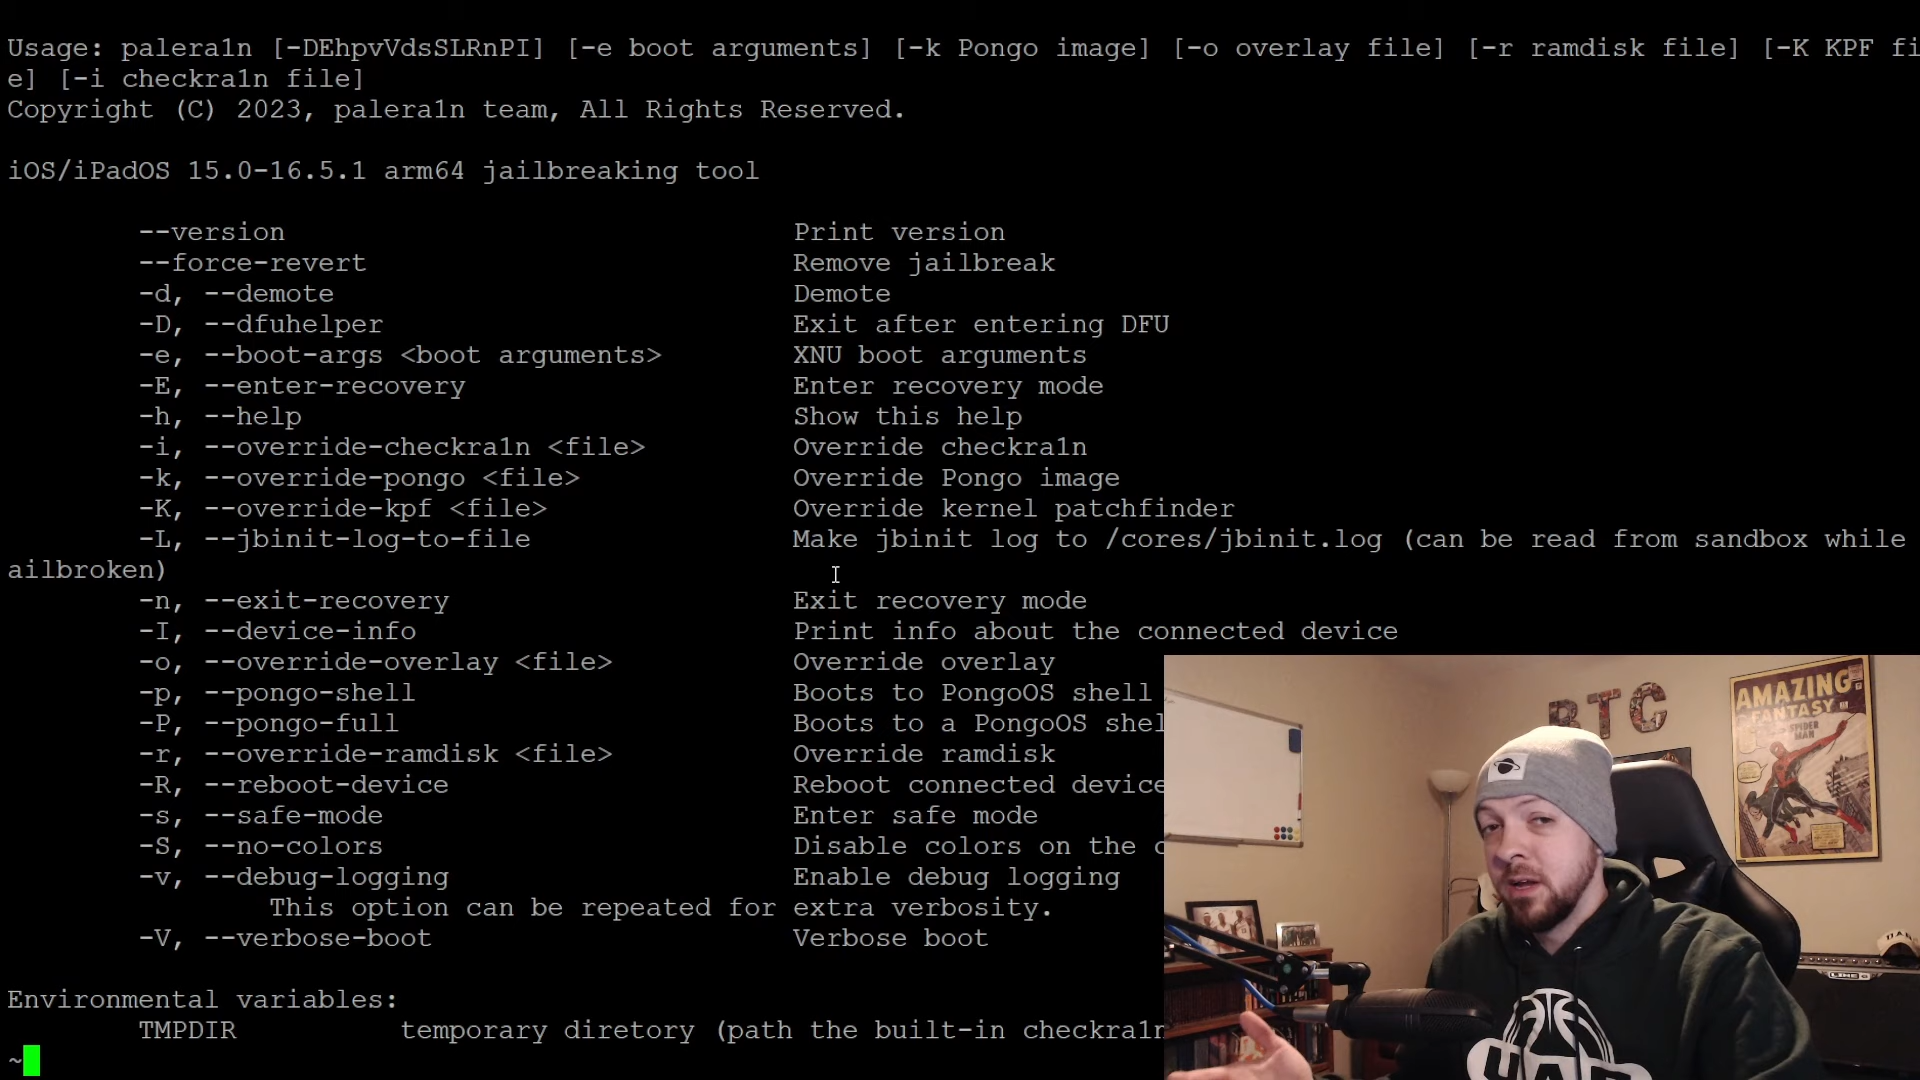 Usage: palera1n [-DEhpvVdsSLRnPI] [-e boot arguments] [-k Pongo image] [-o overlay file] [-r ramdisk file] [-K KPF fi
e] [-i checkra1n file]
Copyright (C) 2023, palera1n team, All Rights Reserved.
iOS/iPadOS 15.0-16.5.1 arm64 jailbreaking tool
--version Print version
--force-revert Remove jailbreak
-d, --demote Demote
-D, --dfuhelper Exit after entering DFU
-e, --boot-args <boot arguments> XNU boot arguments
-E, --enter-recovery Enter recovery mode
-h, --help Show this help
-i, --override-checkra1n <file> Override checkra1n
-k, --override-pongo <file> Override Pongo image
-K, --override-kpf <file> Override kernel patchfinder
-L, --jbinit-log-to-file Make jbinit log to /cores/jbinit.log (can be read from sandbox while
ailbroken)
-n, --exit-recovery Exit recovery mode
-I, --device-info Print info about the connected device
-o, --override-overlay <file> Override overlay
-p, --pongo-shell Boots to PongoOS shell
-P, --pongo-full Boots to a PongoOS shel
-r, --override-ramdisk <file> Override ramdisk
-R, --reboot-device Reboot connected device
-s, --safe-mode Enter safe mode
-S, --no-colors Disable colors on the c
-v, --debug-logging Enable debug logging
This option can be repeated for extra verbosity.
-V, --verbose-boot Verbose boot
Environmental variables:
TMPDIR temporary diretory (path the built-in checkra1n
~
BTC
AMAZING
FANTASY
SPIDER
MAN
LINE 6